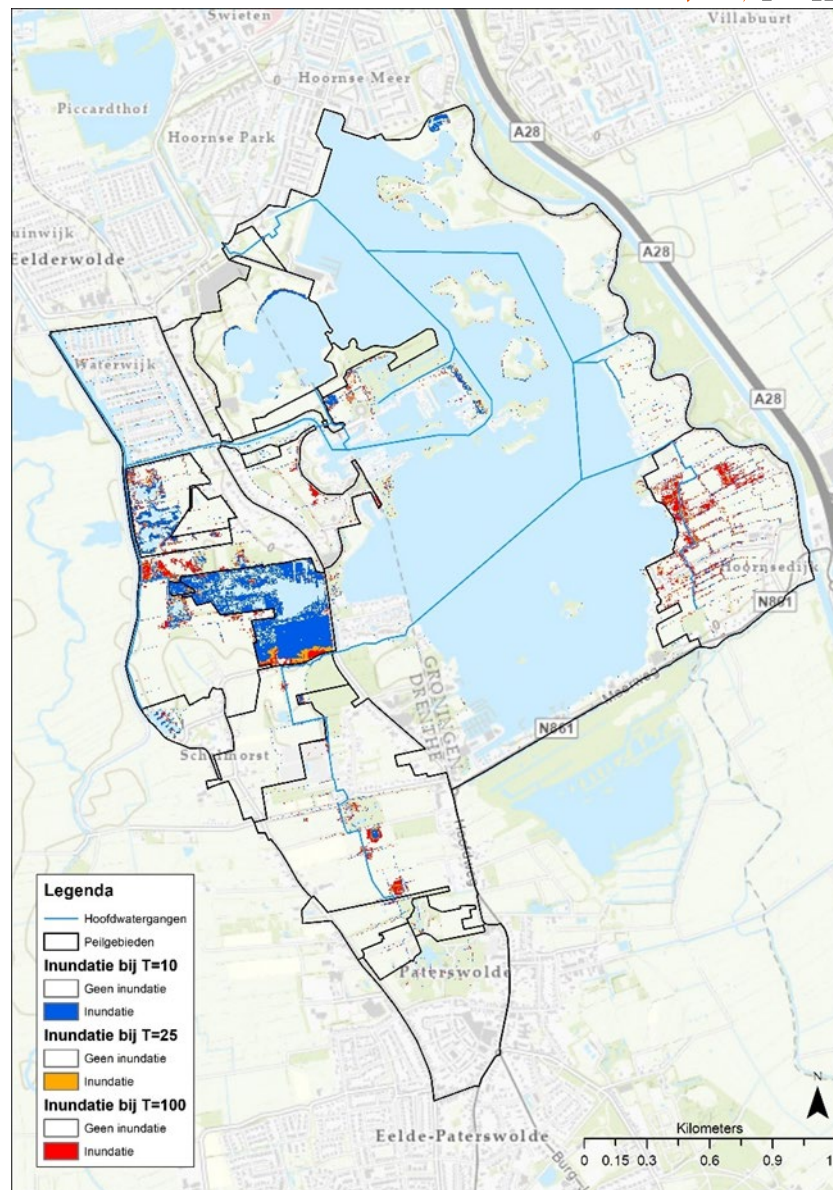 Swieten
Villabuurt
Hoornse Meer
Piccardthof
Hoornse Park
A28
uinwijk
Eelderwolde
A28
Waterwijk
A28
Hoornsedijk
N861
GRONINGEN
DRENTHE
N861
Schelmorst
Paterswolde
Eelde-Paterswolde
Legenda
Hoofdwatergangen
Peilgebieden
Inundatie bij T=10
Geen inundatie
Inundatie
Inundatie bij T=25
Geen inundatie
Inundatie
Inundatie bij T=100
Geen inundatie
Inundatie
N
Kilometers
0 0.15 0.3 0.6 0.9 1